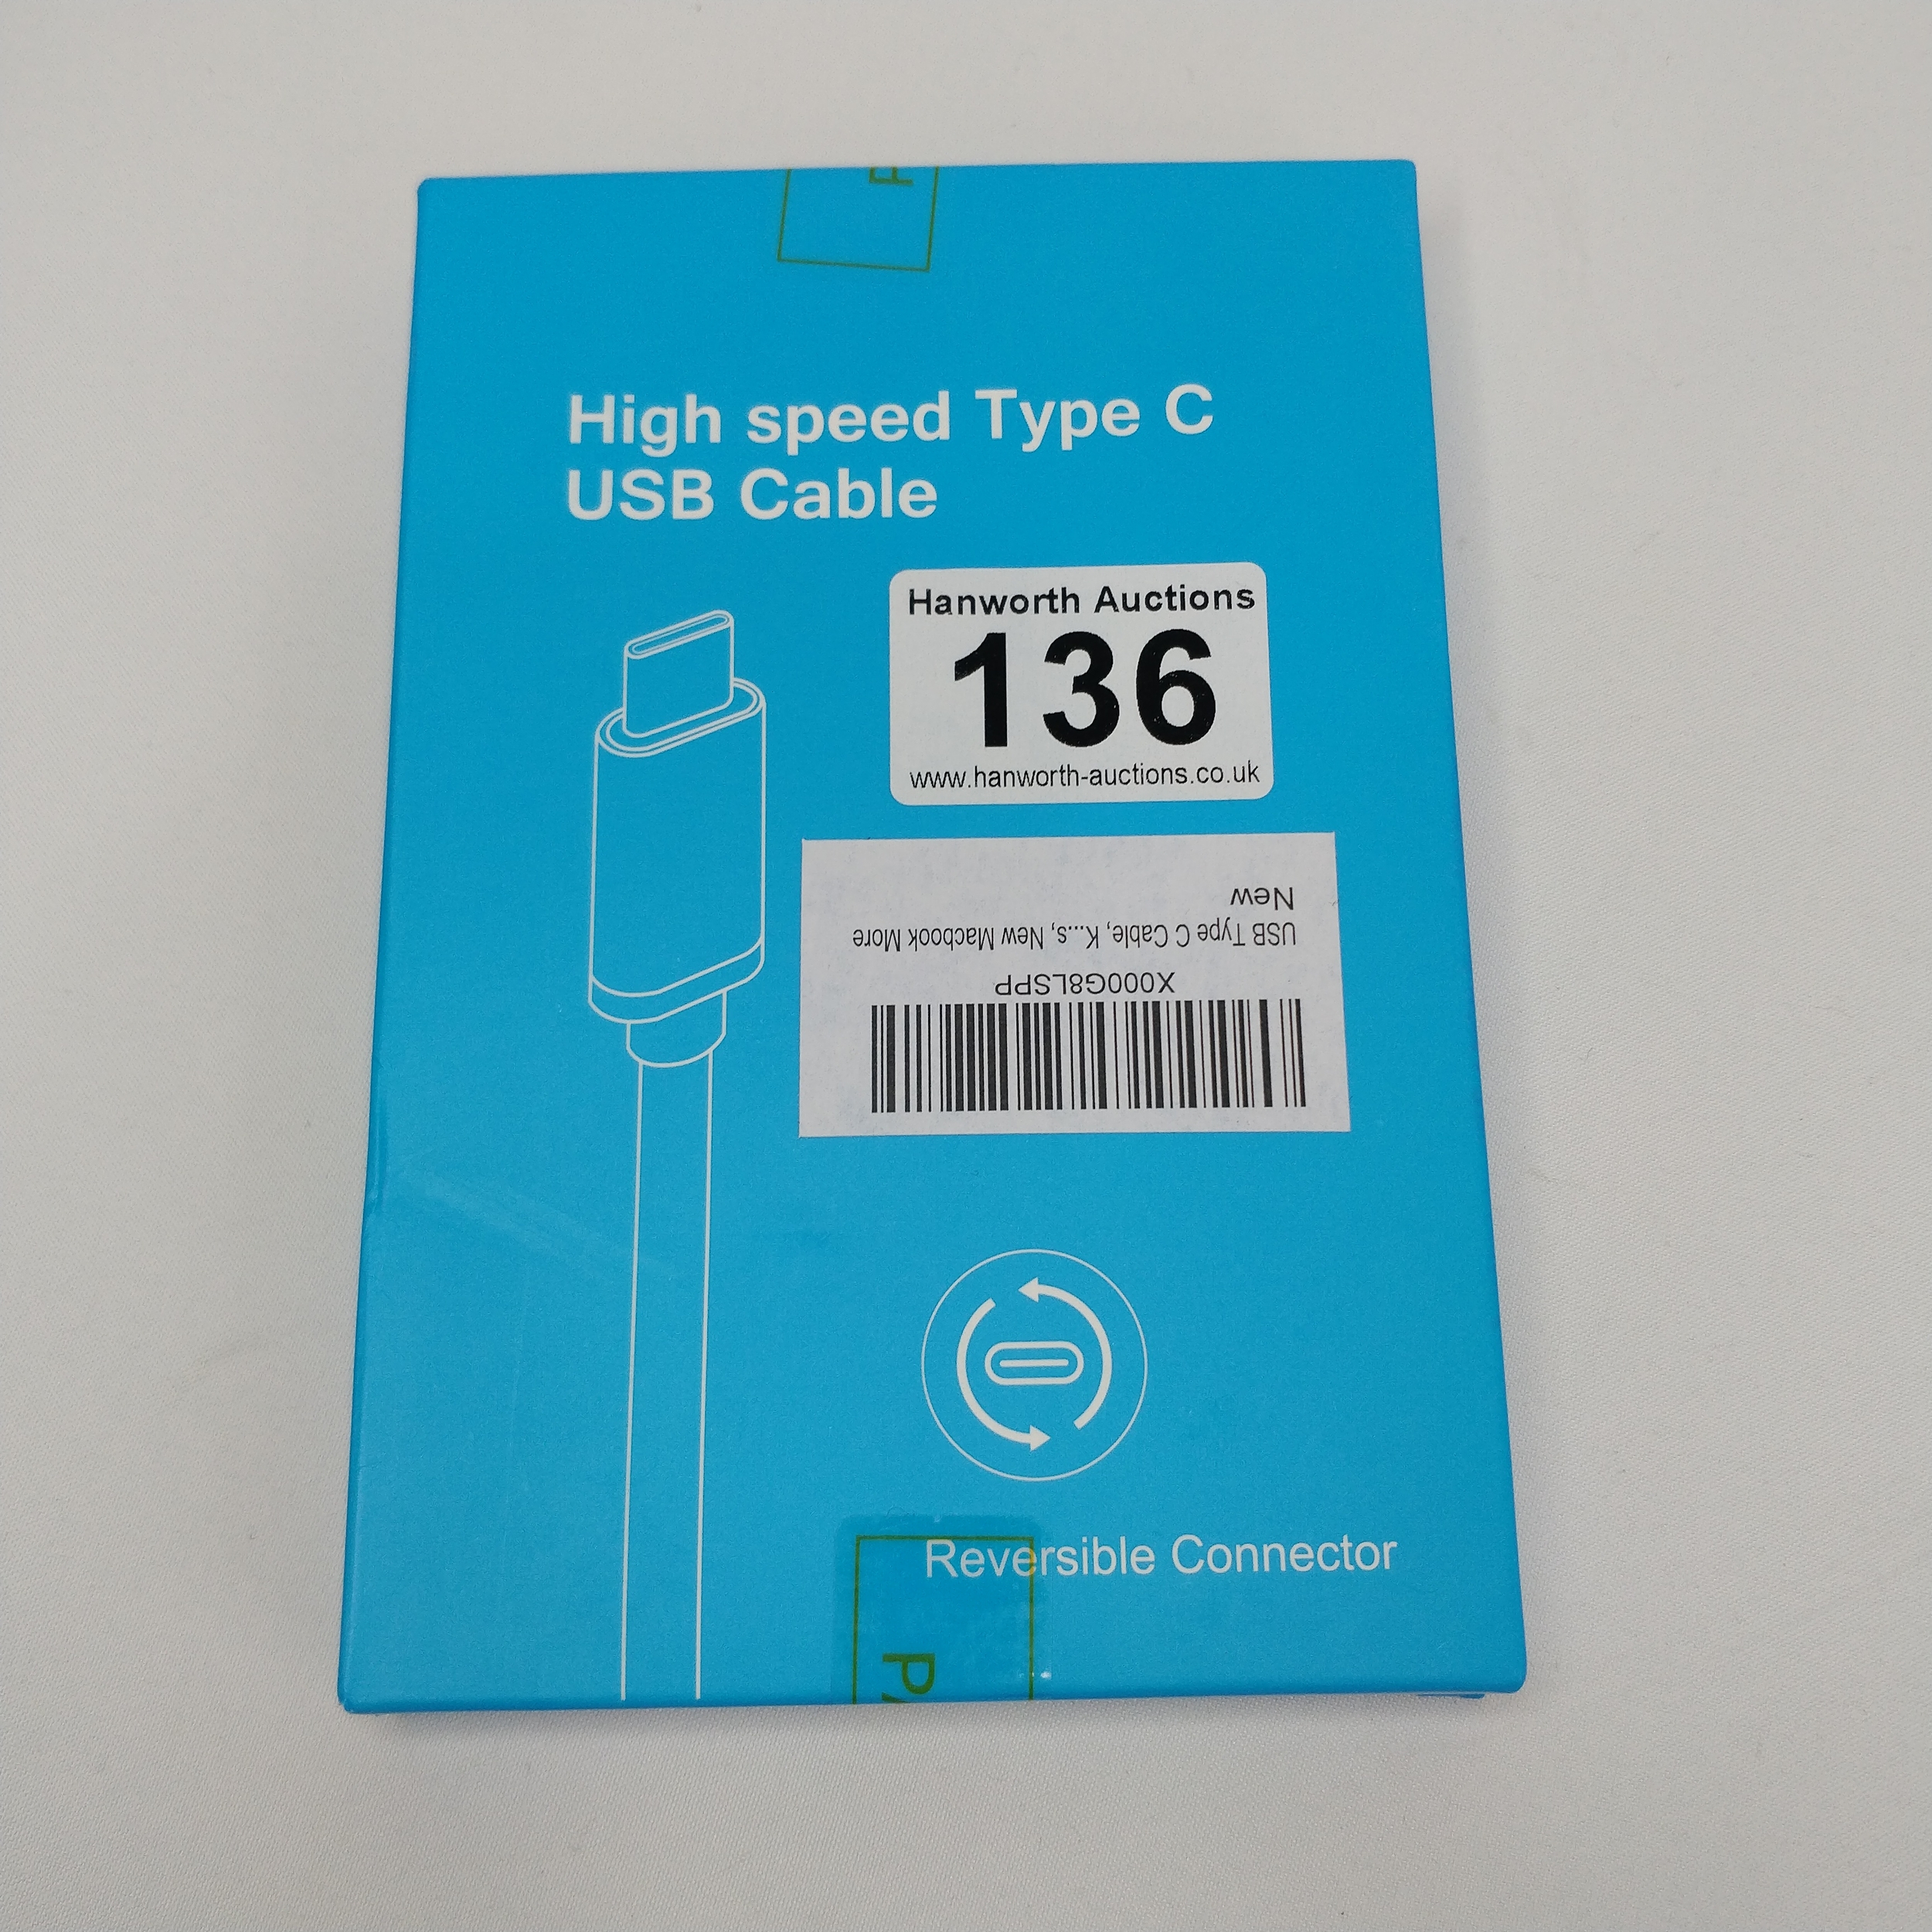 High speed Type C
USB Cable
Hanworth Auctions
136
www.hanworth-auctions.co.uk
X000G8LSPP
USB Type C Cable, K...s, New Macbook More
New
Reversible Connector